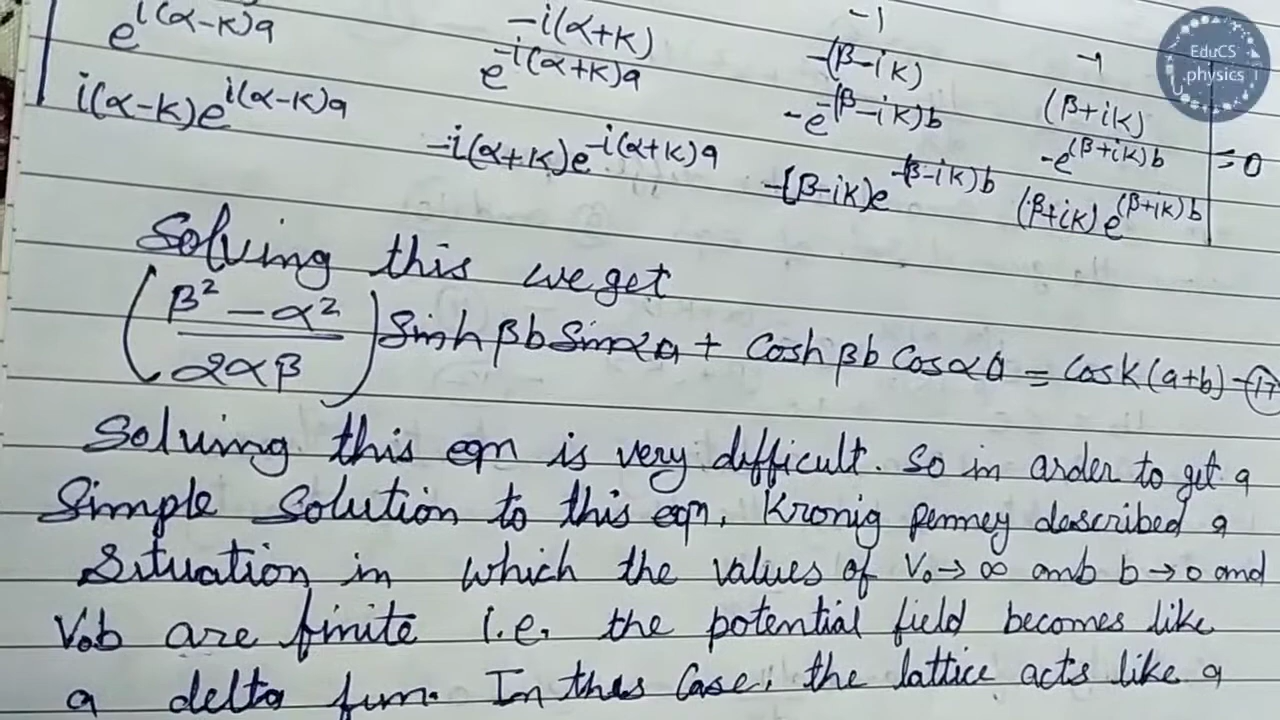 e^{i(α-k)a} -i(α+k) -1
e^{-i(α+k)a} -(β-ik) -1
i(α-k)e^{i(α-k)a} -e^{-(β-ik)b} (β+ik)
-i(α+k)e^{-i(α+k)a} -e^{(β+ik)b} =0
-(β-ik)e^{-(β-ik)b} (β+ik)e^{(β+ik)b}
Solving this we get
(β² - α² / 2αβ) Sinh βb Sin αa + Cosh βb Cos αa = Cos k(a+b) - 17
Solving this eqn is very difficult. So in order to get a
Simple Solution to this eqn, Kronig penney described a
Situation in which the values of V₀→∞ anb b→0 and
V₀b are finite i.e. the potential field becomes like
a delta fun. In this Case, the lattice acts like a
EduCS
.physics